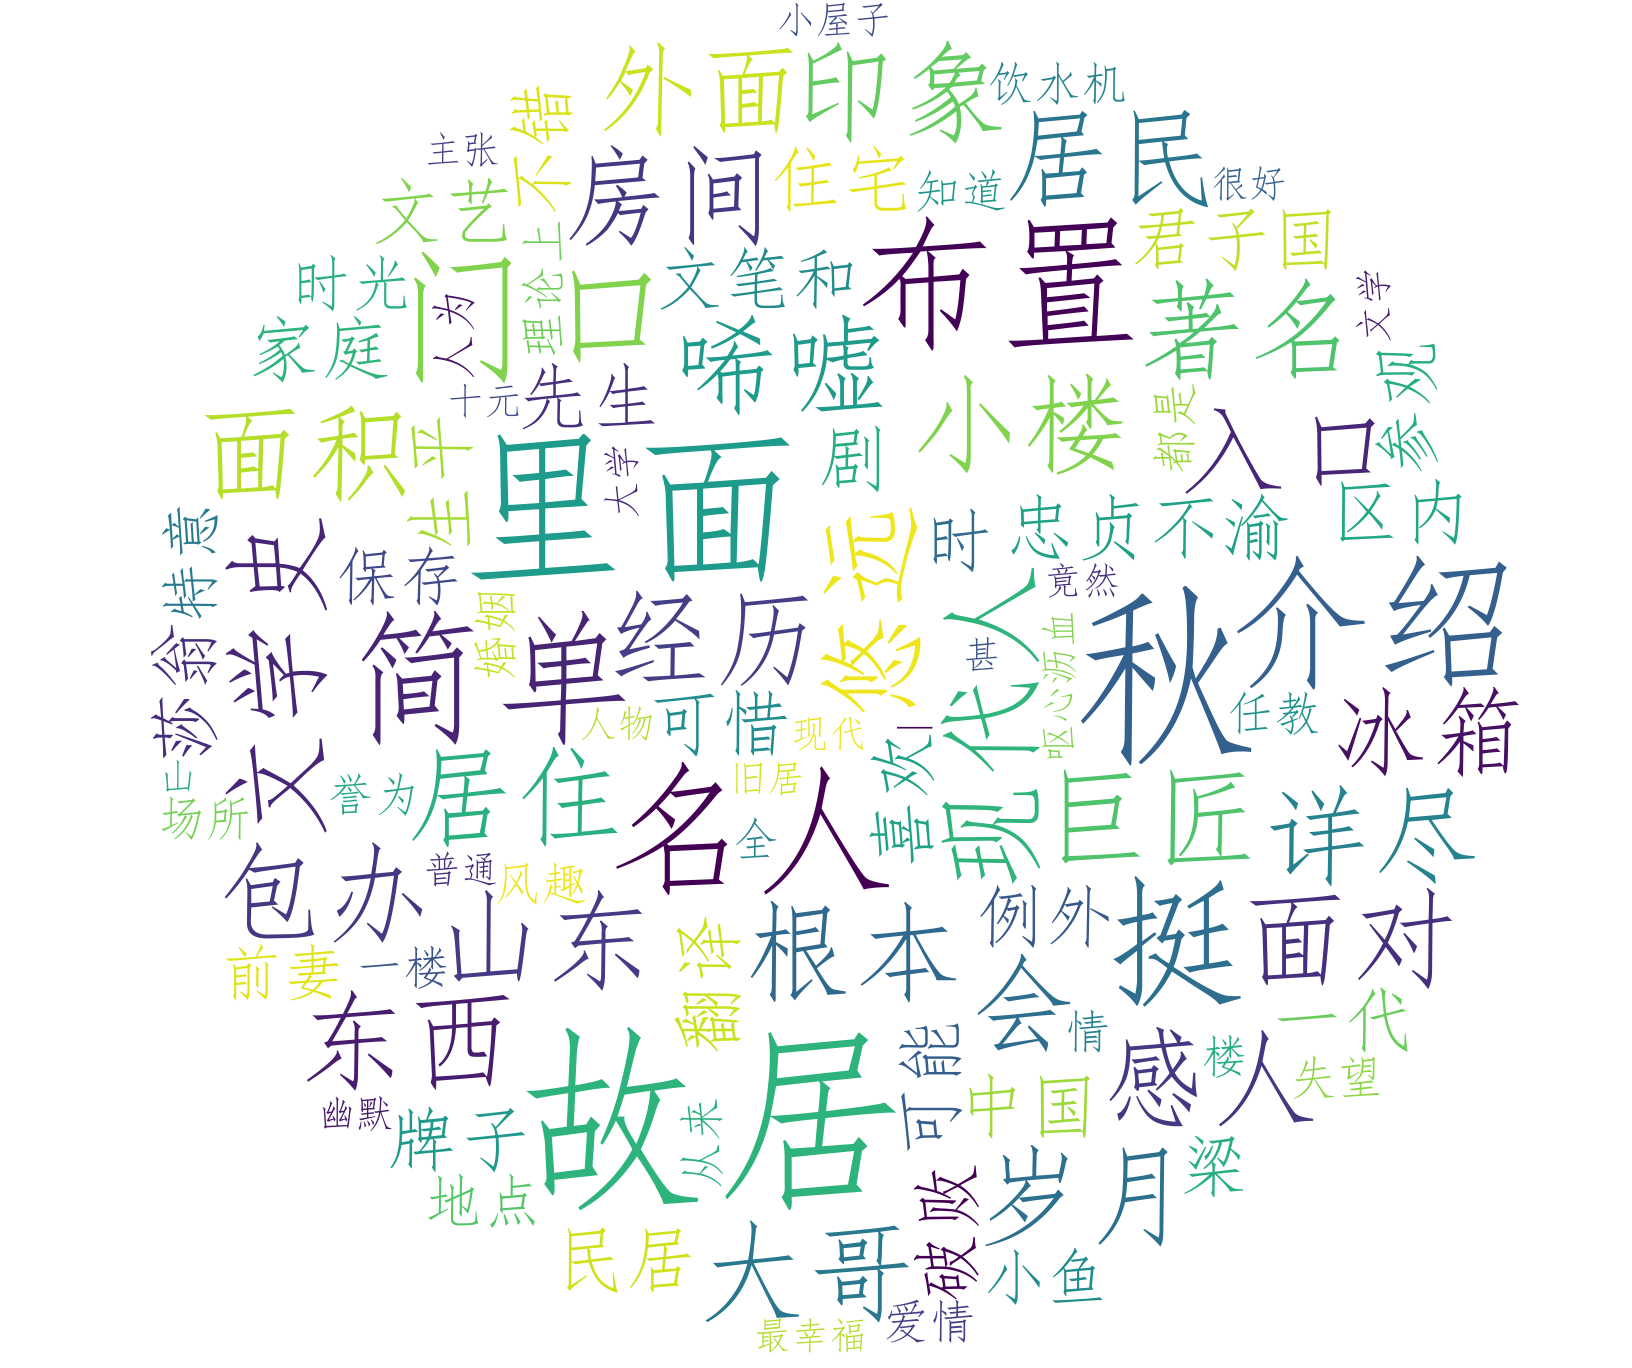 小屋子
外面
印象
饮水机
不错
居民
主张
房间
住宅
知道
很好
文艺
理论上
布置
君子国
时光
门口
人为
文笔和
著名
文学
家庭
唏嘘
小楼
参观
十元
先生
都是
入口
面积
生平
里面
大学
剧
区内
特意
文学史
保存
悠远
时
忠贞不渝
竟然
婚姻
简单
经历
现代人
甚
呕心沥血
秋
介绍
莎翁
可惜
人物
现代
喜欢
一
任教
冰箱
山
场所
誉为
居住
名人
旧居
全
巨匠
详尽
包办
普通
风趣
山东
翻译
根本
例外
挺
面对
前妻
一楼
东西
会
情
可能
一代
感人
楼
失望
幽默
牌子
故居
从来
中国
岁月
梁
地点
破败
民居
大哥
小鱼
爱情
最幸福